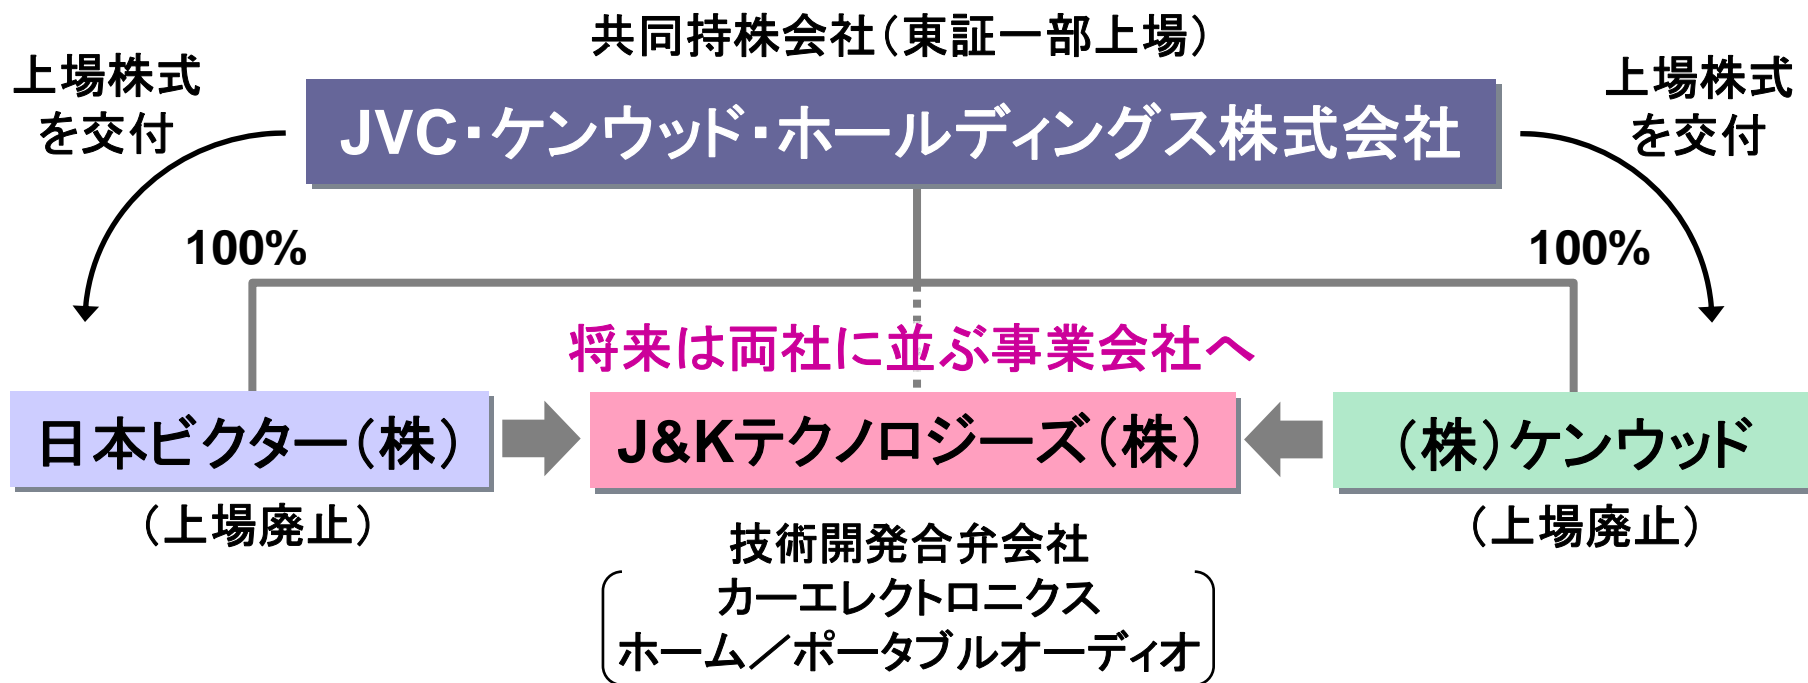 共同持株会社（東証一部上場）
上場株式
を交付
JVC・ケンウッド・ホールディングス株式会社
上場株式
を交付
100%
100%
将来は両社に並ぶ事業会社へ
日本ビクター（株）
J&Kテクノロジーズ（株）
（株）ケンウッド
（上場廃止）
（上場廃止）
技術開発合弁会社
カーエレクトロニクス
ホーム／ポータブルオーディオ